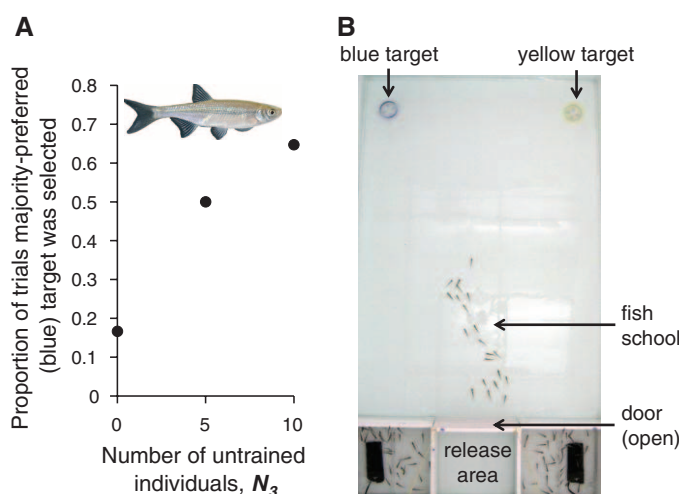 A
Proportion of trials majority-preferred
(blue) target was selected
0.8
0.7
0.6
0.5
0.4
0.3
0.2
0.1
0
0
5
10
Number of untrained
individuals, N3
B
blue target
yellow target
fish
school
door
(open)
release
area